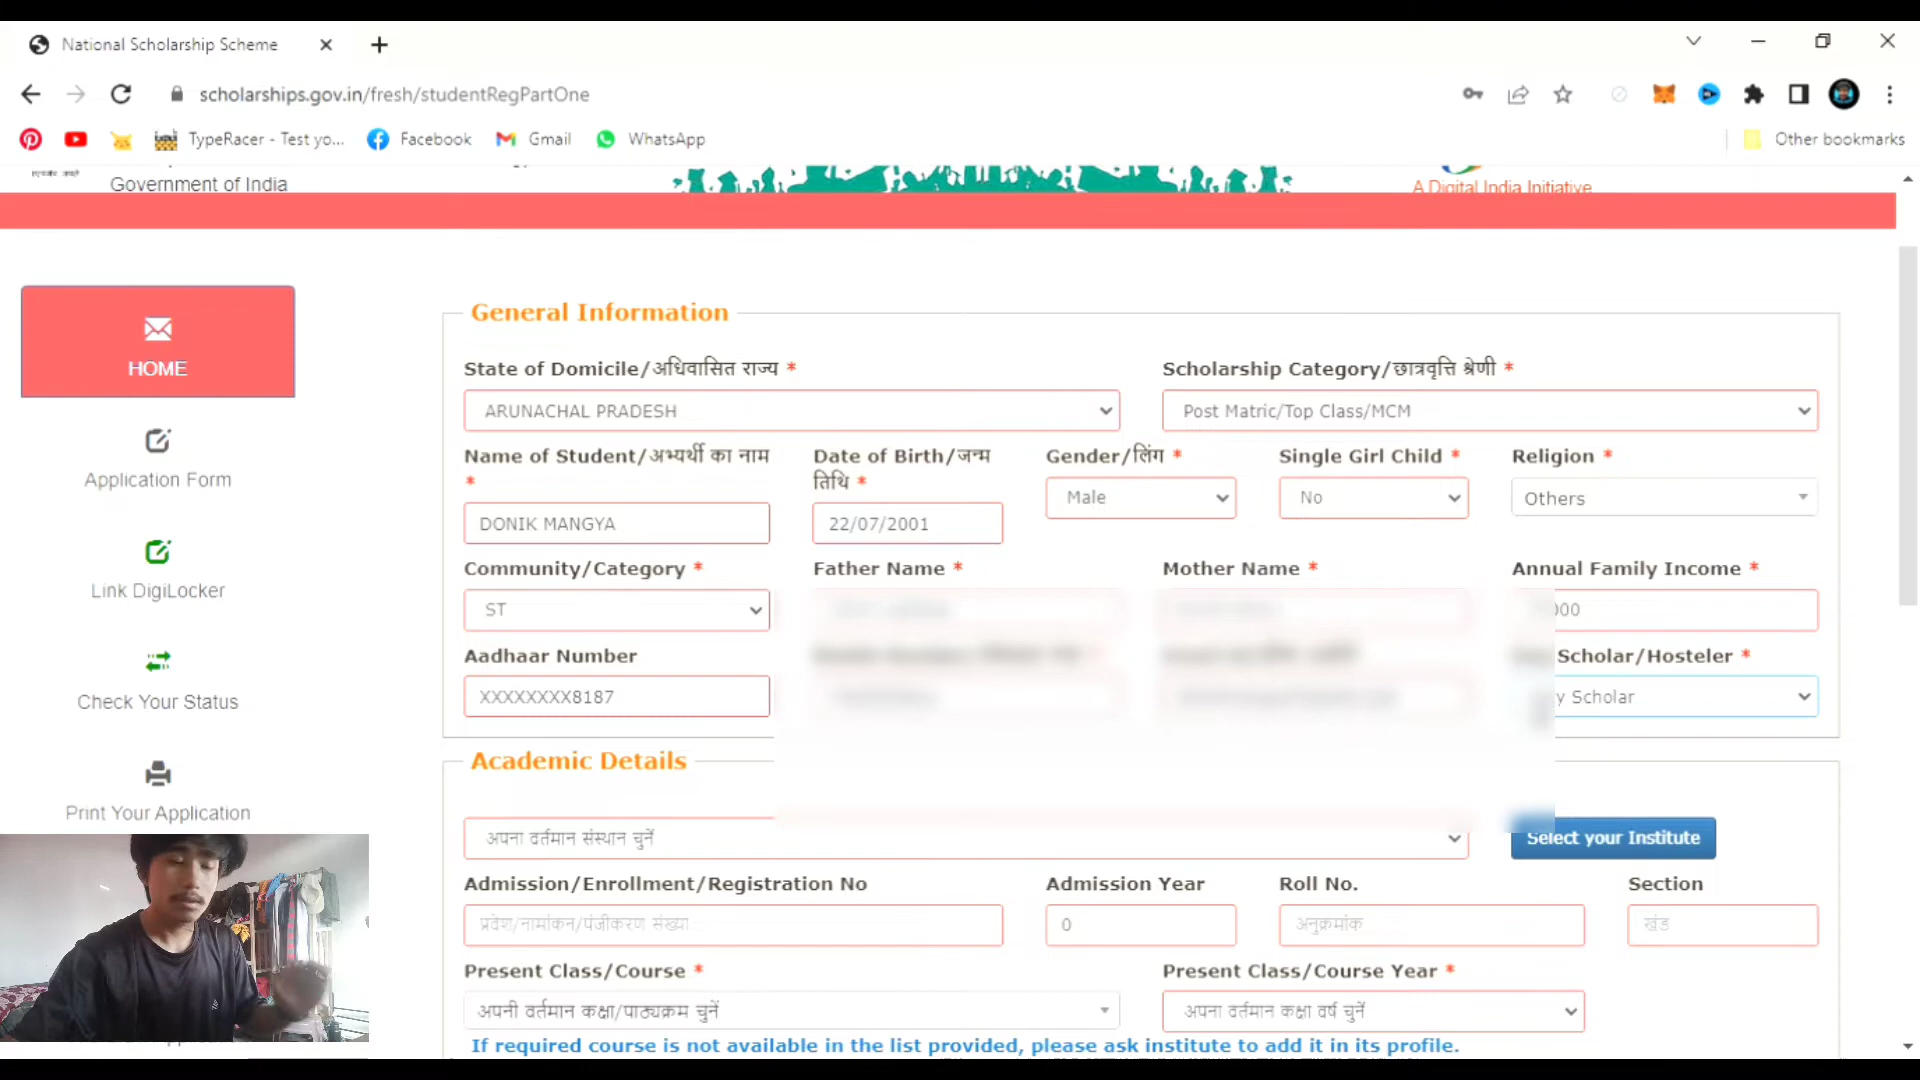 National Scholarship Scheme
scholarships.gov.in/fresh/studentRegPartOne
TypeRacer - Test yo... Facebook Gmail WhatsApp Other bookmarks
Government of India
A Digital India Initiative
General Information
HOME
State of Domicile/अधिवासित राज्य * Scholarship Category/छात्रवृत्ति श्रेणी *
ARUNACHAL PRADESH Post Matric/Top Class/MCM
Name of Student/अभ्यर्थी का नाम * Date of Birth/जन्म तिथि * Gender/लिंग * Single Girl Child * Religion *
Application Form
DONIK MANGYA 22/07/2001 Male No Others
Community/Category * Father Name * Mother Name * Annual Family Income *
Link DigiLocker
ST 000
Aadhaar Number Scholar/Hosteler *
XXXXXXXX8187 y Scholar
Check Your Status
Academic Details
Print Your Application
अपना वर्तमान संस्थान चुनें Select your Institute
Admission/Enrollment/Registration No Admission Year Roll No. Section
प्रवेश/नामांकन/पंजीकरण संख्या 0 अनुक्रमांक खंड
Present Class/Course * Present Class/Course Year *
अपनी वर्तमान कक्षा/पाठ्यक्रम चुनें अपना वर्तमान कक्षा वर्ष चुनें
If required course is not available in the list provided, please ask institute to add it in its profile.